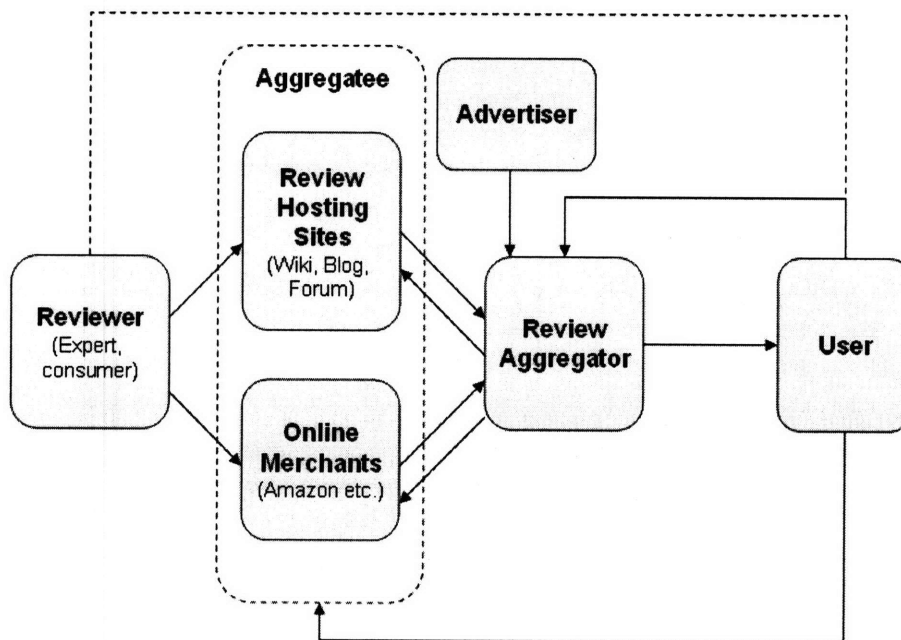 Aggregatee
Advertiser
Review
Hosting
Sites
(Wiki, Blog,
Forum)
Reviewer
(Expert,
consumer)
Review
Aggregator
User
Online
Merchants
(Amazon etc.)